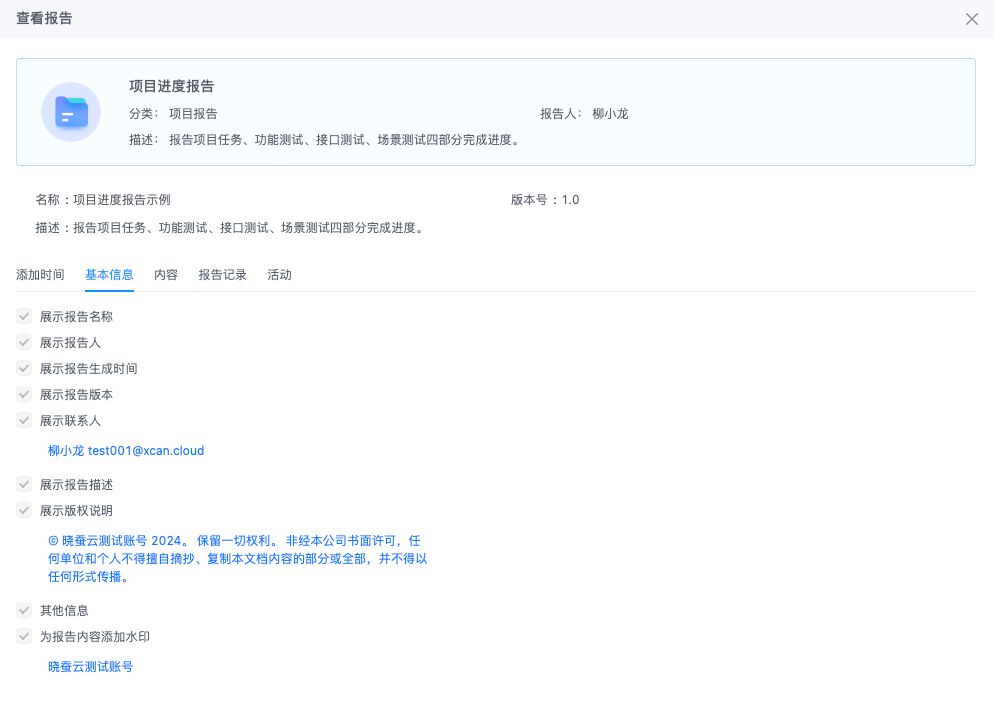 查看报告
项目进度报告
分类： 项目报告 报告人： 柳小龙
描述： 报告项目任务、功能测试、接口测试、场景测试四部分完成进度。
名称：项目进度报告示例 版本号：1.0
描述：报告项目任务、功能测试、接口测试、场景测试四部分完成进度。
添加时间 基本信息 内容 报告记录 活动
展示报告名称
展示报告人
展示报告生成时间
展示报告版本
展示联系人
柳小龙 test001@xcan.cloud
展示报告描述
展示版权说明
© 晓蚕云测试账号 2024。 保留一切权利。 非经本公司书面许可，任
何单位和个人不得擅自摘抄、复制本文档内容的部分或全部，并不得以
任何形式传播。
其他信息
为报告内容添加水印
晓蚕云测试账号